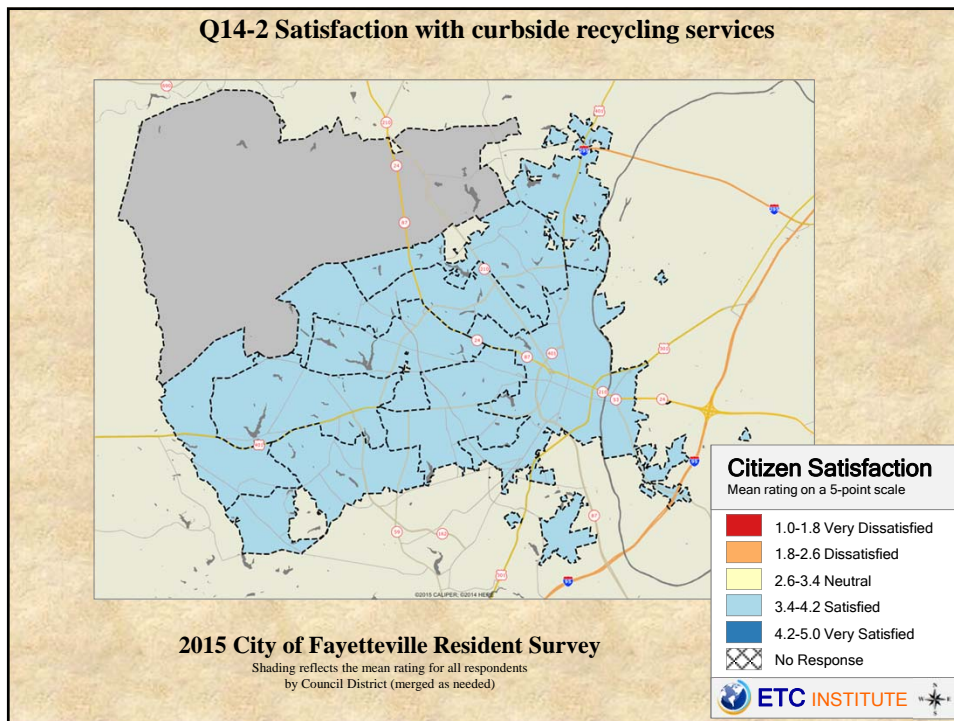 Q14-2 Satisfaction with curbside recycling services
©2015 CALIPER; ©2014 HERE
Citizen Satisfaction
Mean rating on a 5-point scale
1.0-1.8 Very Dissatisfied
1.8-2.6 Dissatisfied
2.6-3.4 Neutral
3.4-4.2 Satisfied
4.2-5.0 Very Satisfied
No Response
2015 City of Fayetteville Resident Survey
Shading reflects the mean rating for all respondents
by Council District (merged as needed)
ETC INSTITUTE